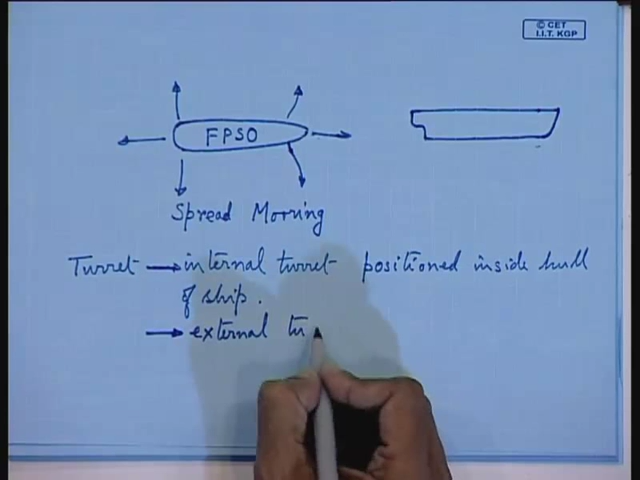 © CET
I.I.T. KGP
FPSO
Spread Morring
Turret → internal turret positioned inside hull
of ship.
→ external tu